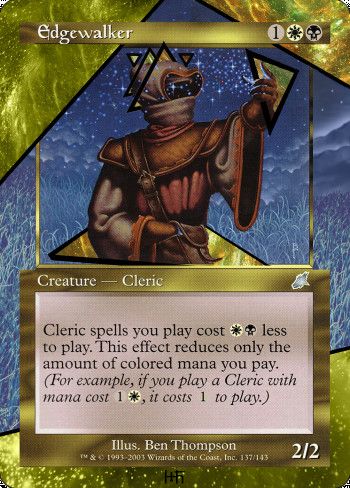 Edgewalker 1
Creature — Cleric
Cleric spells you play cost less
to play. This effect reduces only the
amount of colored mana you pay.
(For example, if you play a Cleric with
mana cost 1 , it costs 1 to play.)
Illus. Ben Thompson
™ & © 1993–2003 Wizards of the Coast, Inc. 137/143
2/2